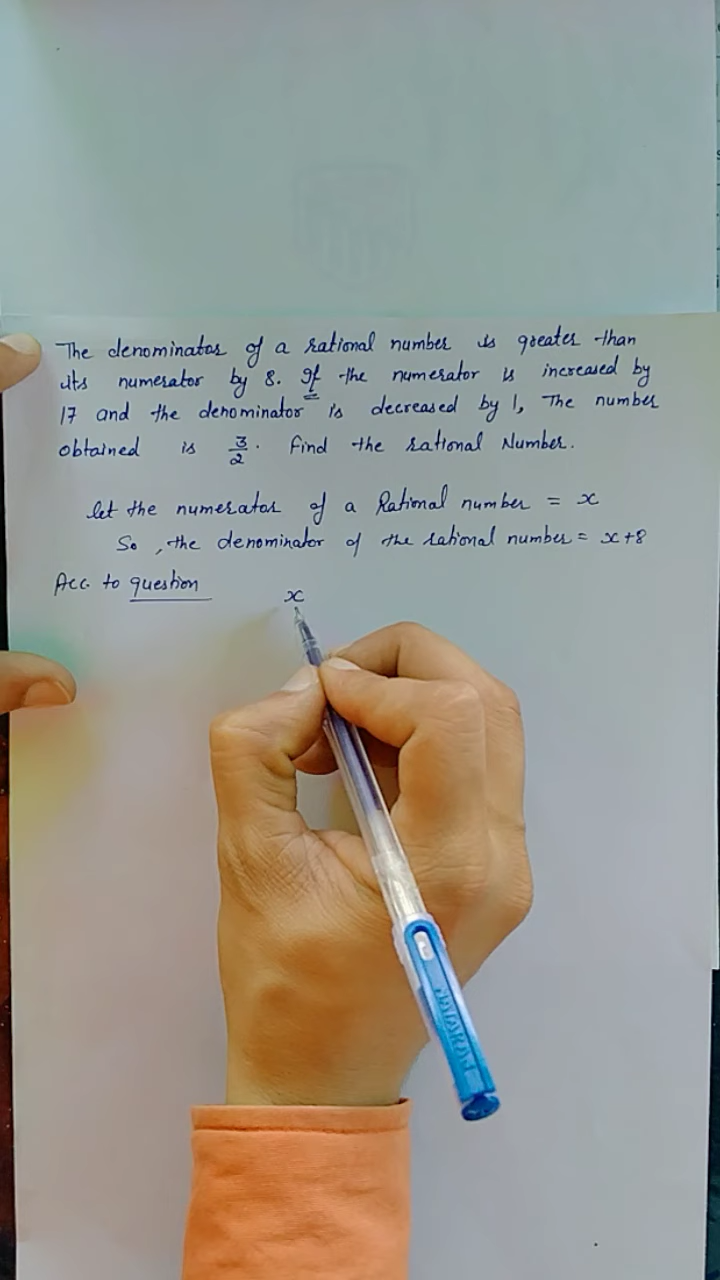 The denominator of a rational number is greater than
its numerator by 8. If the numerator is increased by
17 and the denominator is decreased by 1, The number
obtained is 3/2. Find the rational Number.
let the numerator of a Rational number = x
So, the denominator of the rational number = x+8
Acc. to question
x
NATARAJ